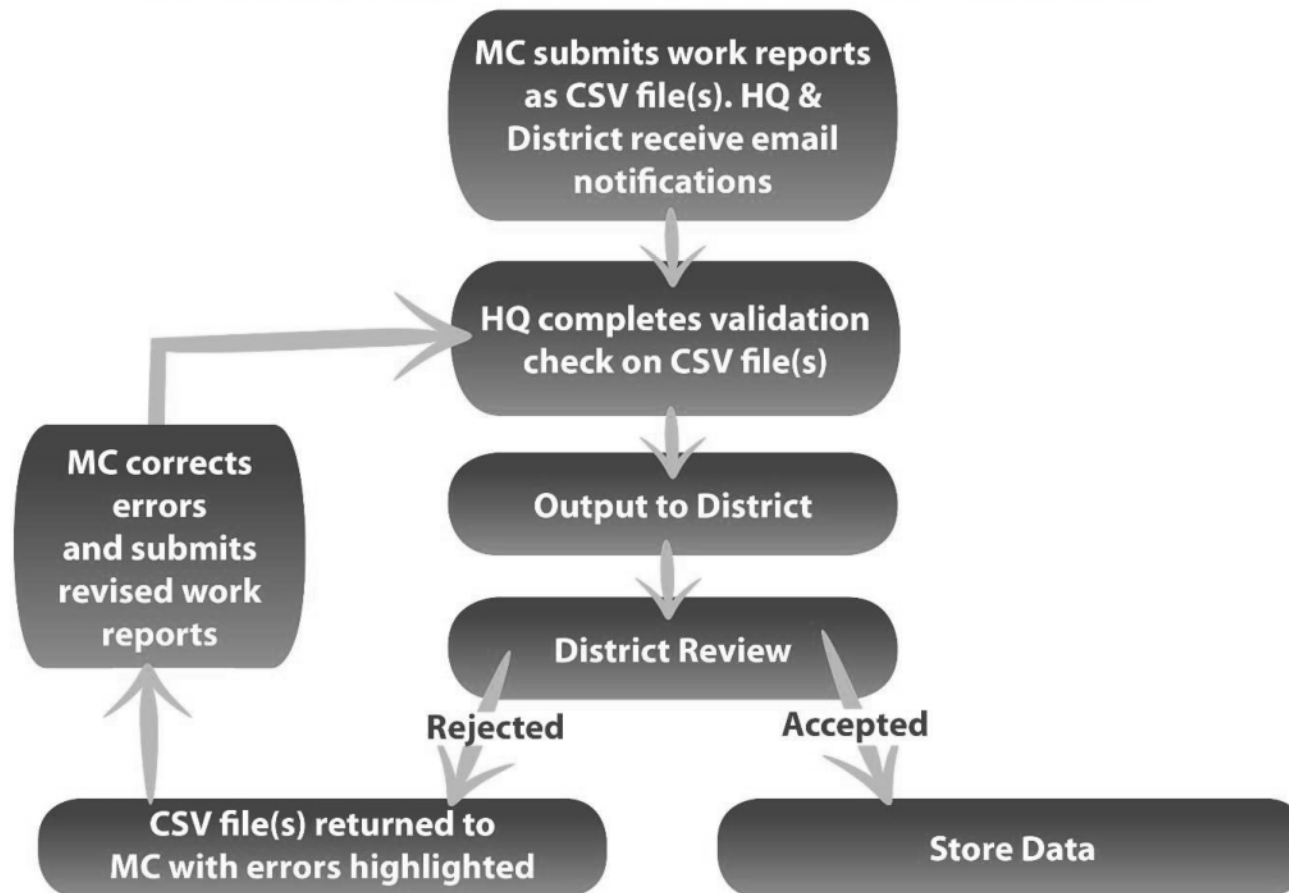 MC submits work reports
as CSV file(s). HQ &
District receive email
notifications
HQ completes validation
check on CSV file(s)
Output to District
MC corrects
errors
and submits
revised work
reports
District Review
Rejected
Accepted
CSV file(s) returned to
MC with errors highlighted
Store Data